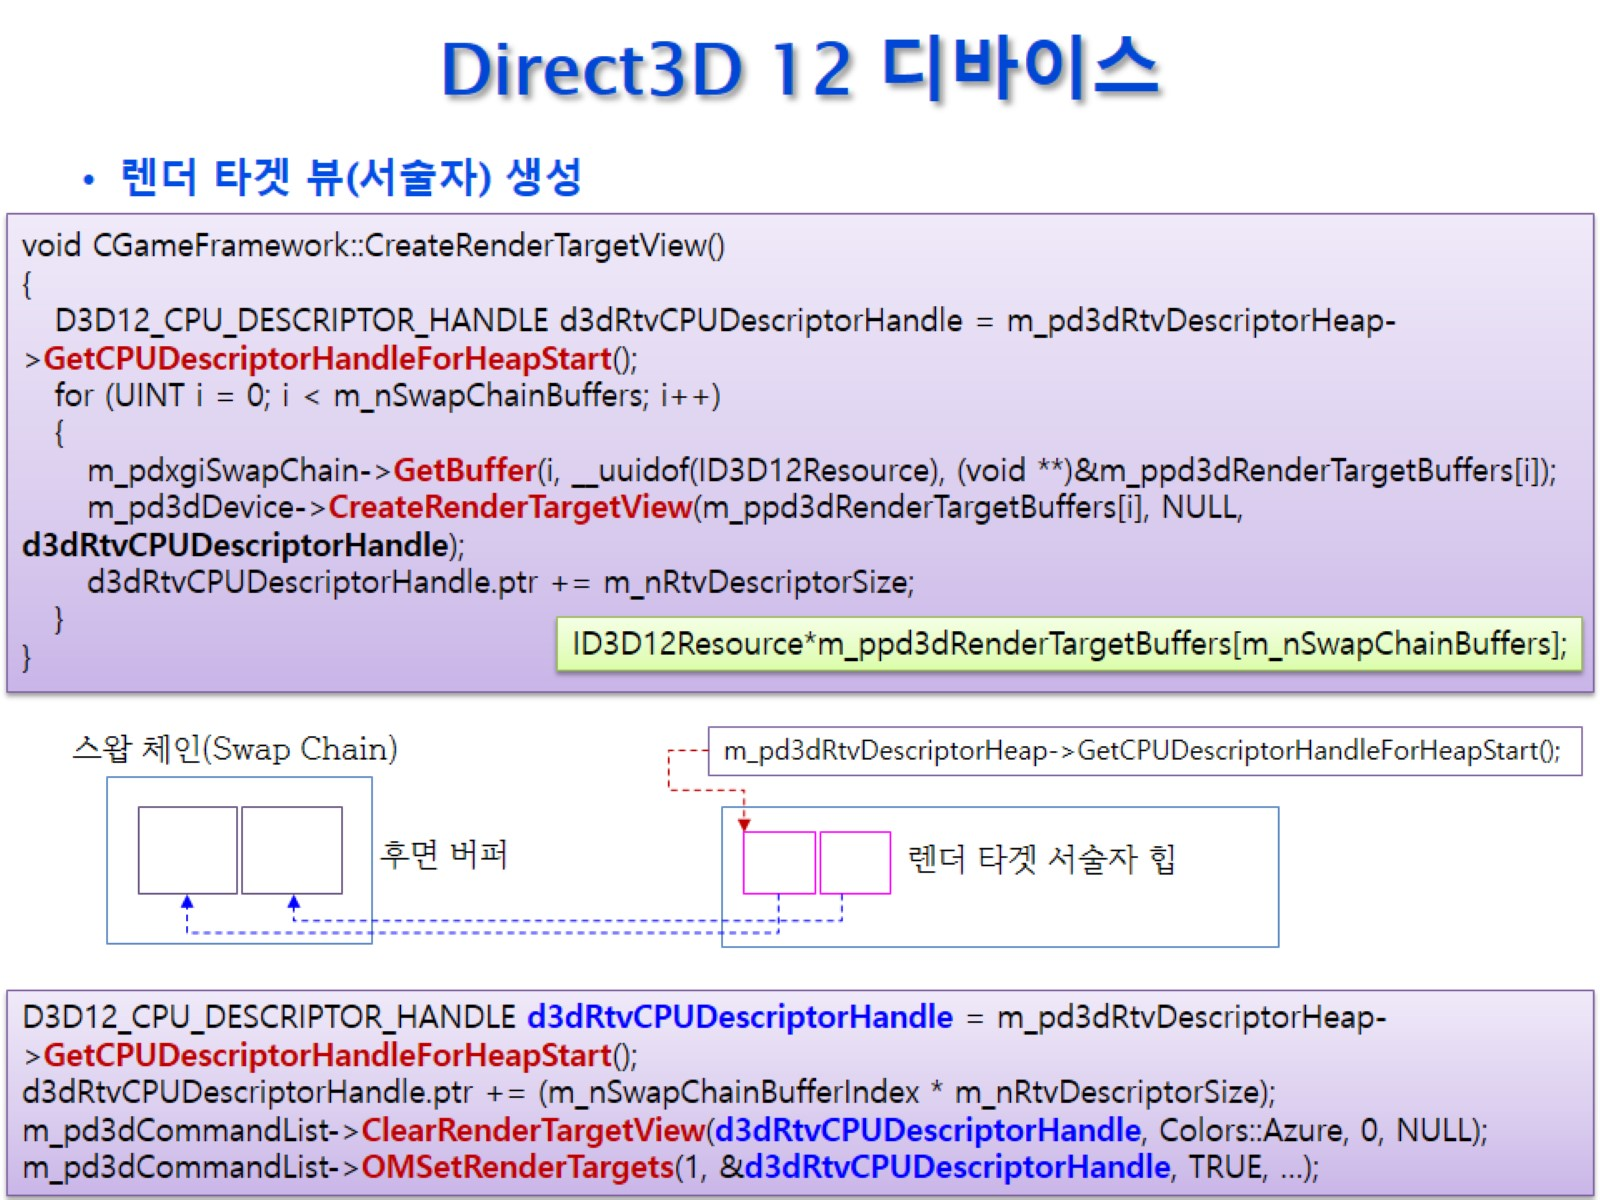 Direct3D 12 디바이스
• 렌더 타겟 뷰(서술자) 생성
void CGameFramework::CreateRenderTargetView()
{
D3D12_CPU_DESCRIPTOR_HANDLE d3dRtvCPUDescriptorHandle = m_pd3dRtvDescriptorHeap-
>GetCPUDescriptorHandleForHeapStart();
for (UINT i = 0; i < m_nSwapChainBuffers; i++)
{
m_pdxgiSwapChain->GetBuffer(i, __uuidof(ID3D12Resource), (void **)&m_ppd3dRenderTargetBuffers[i]);
m_pd3dDevice->CreateRenderTargetView(m_ppd3dRenderTargetBuffers[i], NULL,
d3dRtvCPUDescriptorHandle);
d3dRtvCPUDescriptorHandle.ptr += m_nRtvDescriptorSize;
}
}
ID3D12Resource*m_ppd3dRenderTargetBuffers[m_nSwapChainBuffers];
스왑 체인(Swap Chain)
m_pd3dRtvDescriptorHeap->GetCPUDescriptorHandleForHeapStart();
후면 버퍼
렌더 타겟 서술자 힙
D3D12_CPU_DESCRIPTOR_HANDLE d3dRtvCPUDescriptorHandle = m_pd3dRtvDescriptorHeap-
>GetCPUDescriptorHandleForHeapStart();
d3dRtvCPUDescriptorHandle.ptr += (m_nSwapChainBufferIndex * m_nRtvDescriptorSize);
m_pd3dCommandList->ClearRenderTargetView(d3dRtvCPUDescriptorHandle, Colors::Azure, 0, NULL);
m_pd3dCommandList->OMSetRenderTargets(1, &d3dRtvCPUDescriptorHandle, TRUE, ...);